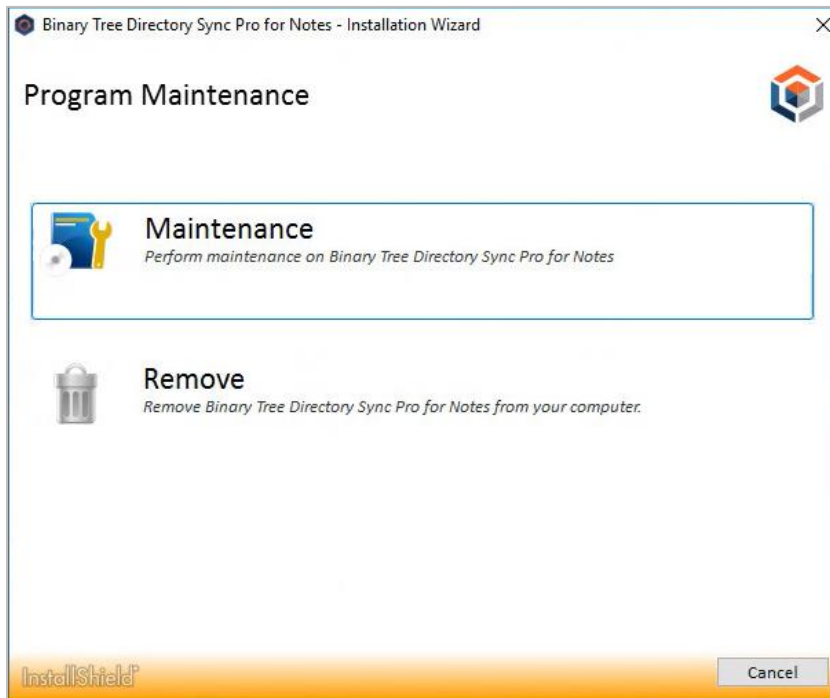 Binary Tree Directory Sync Pro for Notes - Installation Wizard
Program Maintenance
Maintenance
Perform maintenance on Binary Tree Directory Sync Pro for Notes
Remove
Remove Binary Tree Directory Sync Pro for Notes from your computer.
InstallShield
Cancel